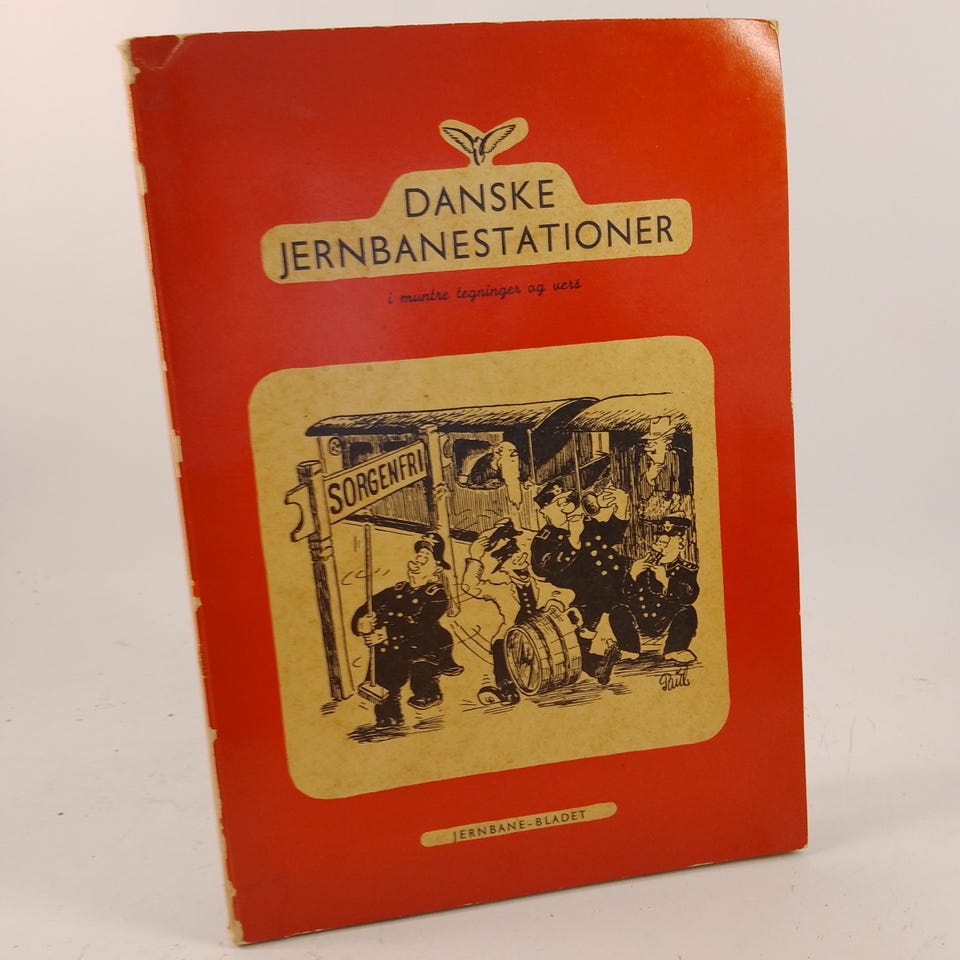 DANSKE
JERNBANESTATIONER
i muntre tegninger og vers
SORGENFRI
JERNBANE-BLADET